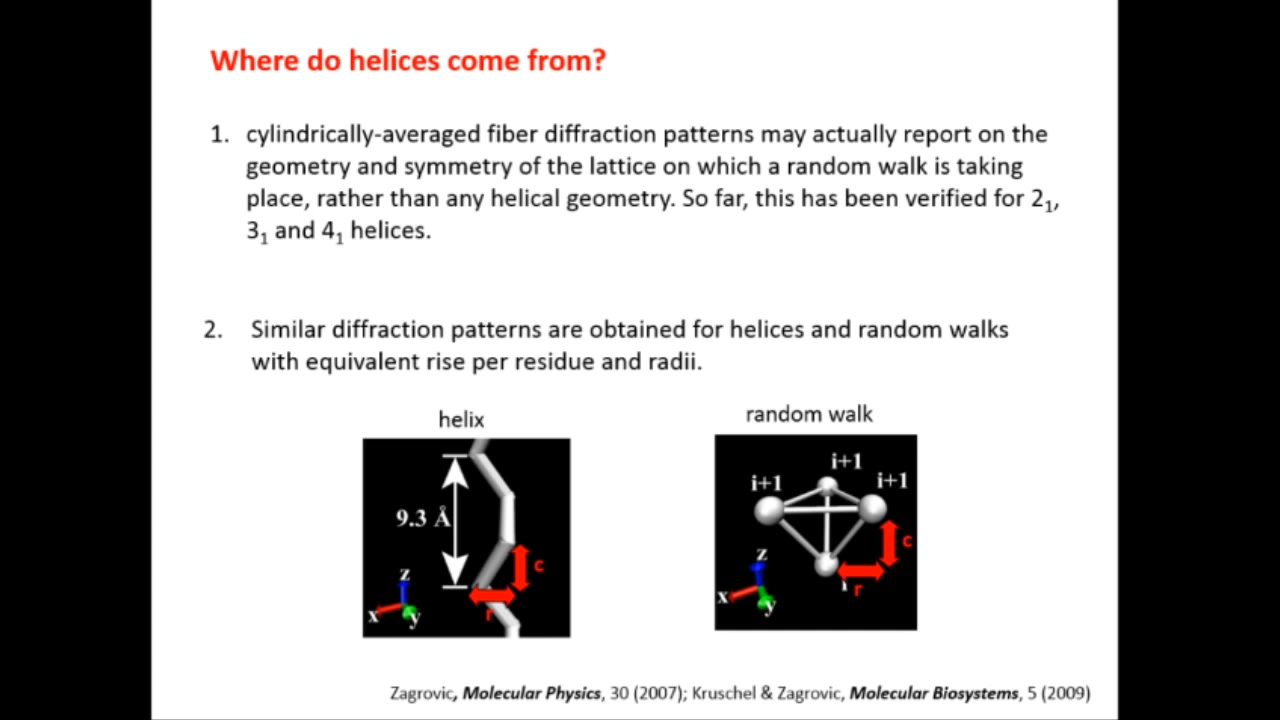 Where do helices come from?
1. cylindrically-averaged fiber diffraction patterns may actually report on the
geometry and symmetry of the lattice on which a random walk is taking
place, rather than any helical geometry. So far, this has been verified for 2₁,
3₁ and 4₁ helices.
2. Similar diffraction patterns are obtained for helices and random walks
with equivalent rise per residue and radii.
helix
random walk
9.3 Å
c
r
z
x
y
i+1
i+1
i+1
c
i
r
z
x
y
Zagrovic, Molecular Physics, 30 (2007); Kruschel & Zagrovic, Molecular Biosystems, 5 (2009)